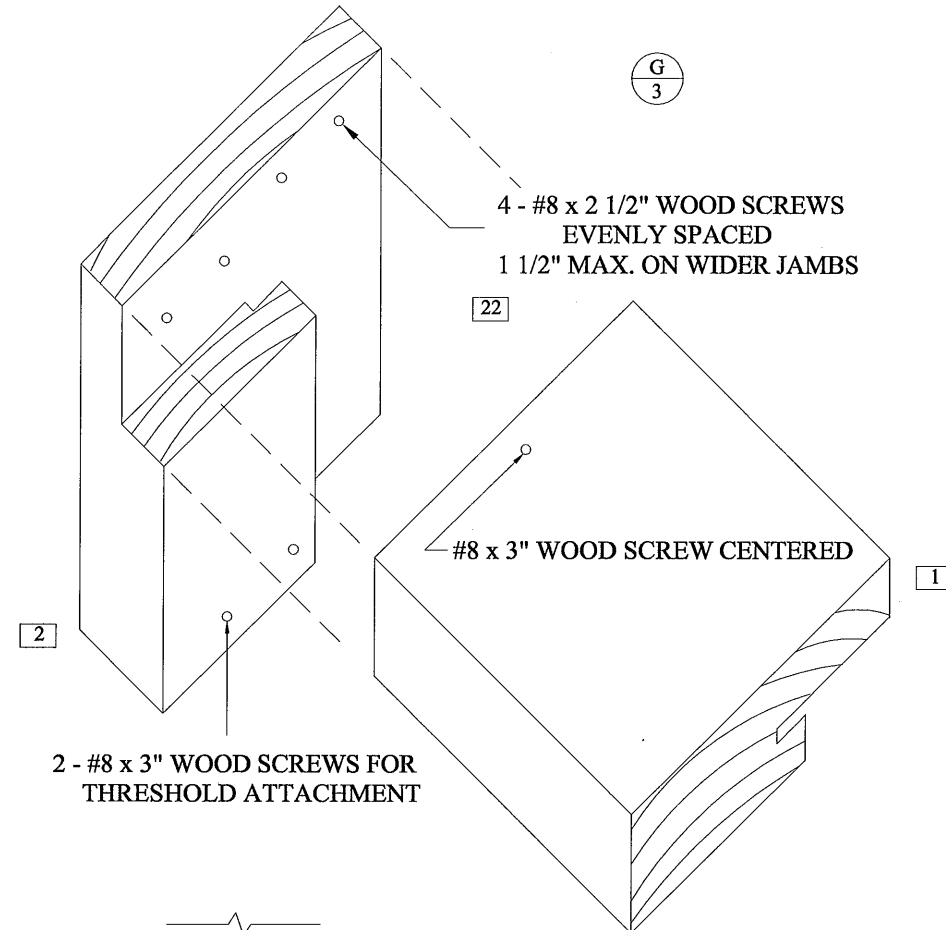 G
3
4 - #8 x 2 1/2" WOOD SCREWS
EVENLY SPACED
1 1/2" MAX. ON WIDER JAMBS
22
#8 x 3" WOOD SCREW CENTERED
1
2
2 - #8 x 3" WOOD SCREWS FOR
THRESHOLD ATTACHMENT